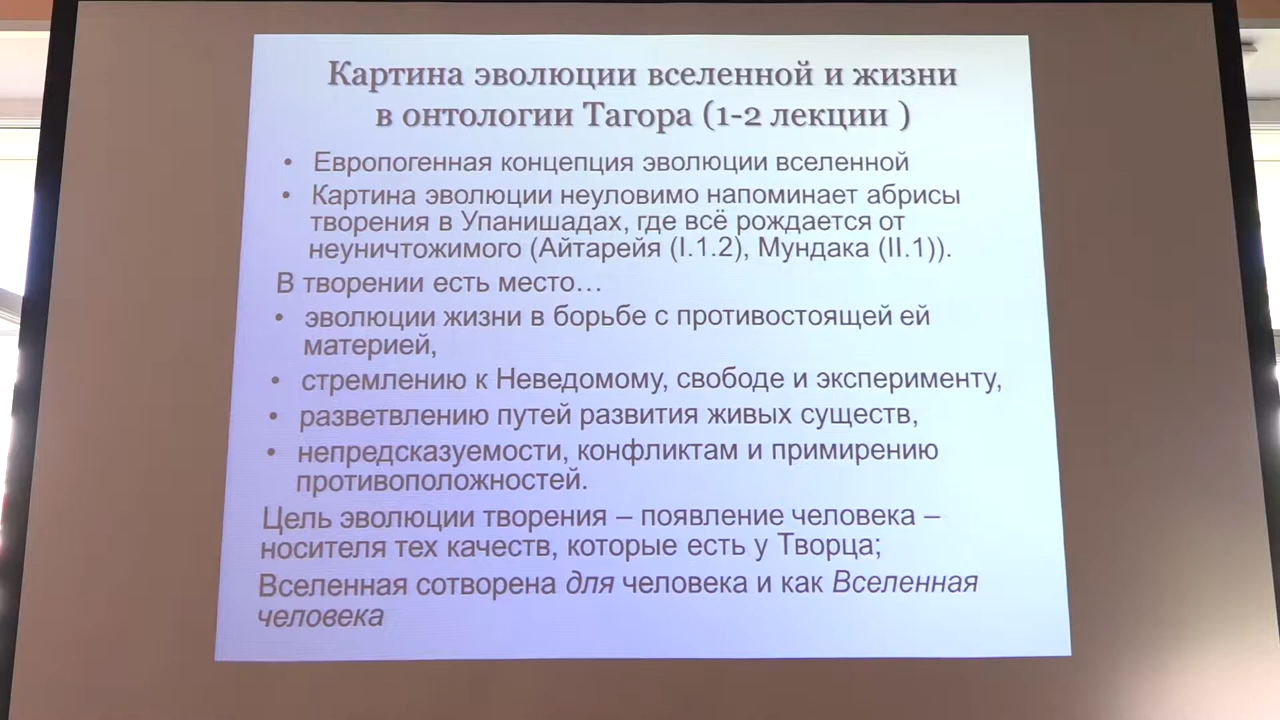 Картина эволюции вселенной и жизни
в онтологии Тагора (1-2 лекции )
• Европогенная концепция эволюции вселенной
• Картина эволюции неуловимо напоминает абрисы
творения в Упанишадах, где всё рождается от
неуничтожимого (Айтарейя (I.1.2), Мундака (II.1)).
В творении есть место…
• эволюции жизни в борьбе с противостоящей ей
материей,
• стремлению к Неведомому, свободе и эксперименту,
• разветвлению путей развития живых существ,
• непредсказуемости, конфликтам и примирению
противоположностей.
Цель эволюции творения – появление человека –
носителя тех качеств, которые есть у Творца;
Вселенная сотворена для человека и как Вселенная
человека